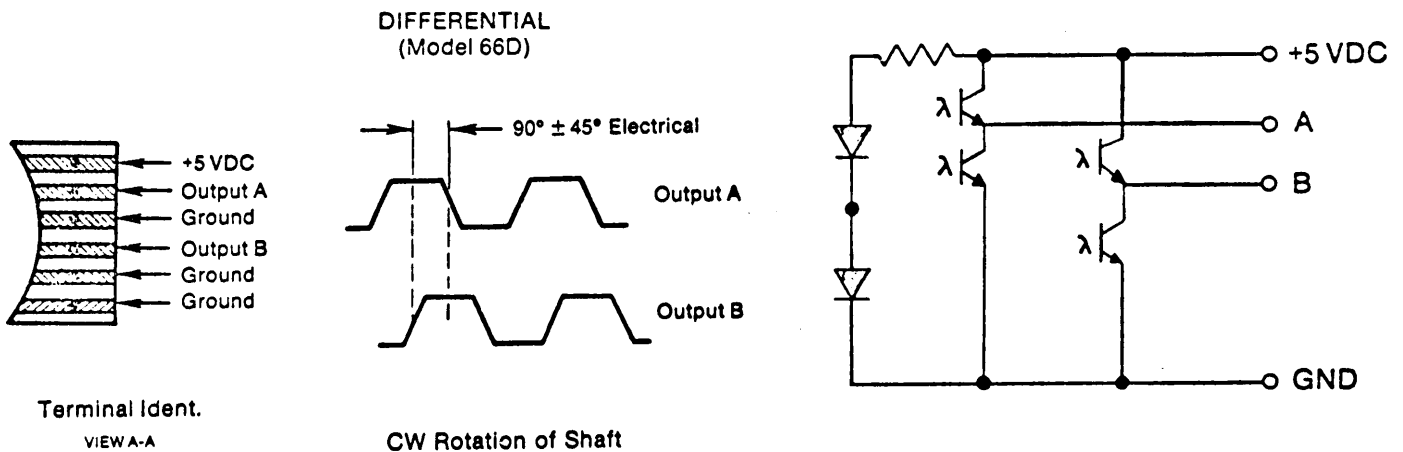 DIFFERENTIAL
(Model 66D)
+5 VDC
Output A
Ground
Output B
Ground
Ground
Terminal Ident.
VIEW A-A
90° ± 45° Electrical
Output A
Output B
CW Rotation of Shaft
λ
λ
λ
λ
+5 VDC
A
B
GND